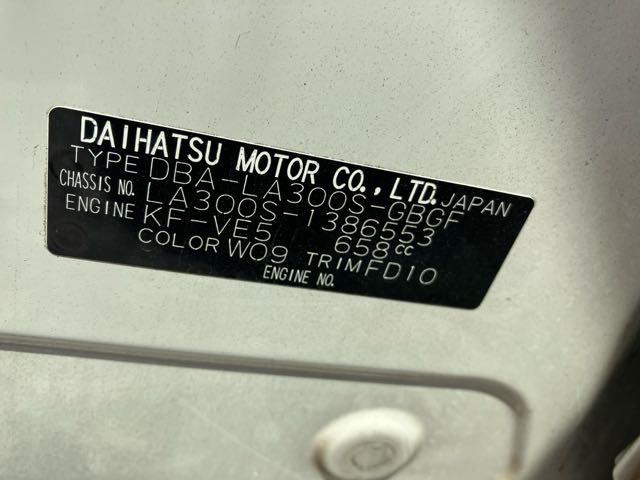 DAIHATSU MOTOR CO., LTD. JAPAN
TYPE DBA-LA300S-GBGF
CHASSIS NO. LA300S-1386553
ENGINE KF-VE5 658cc
COLOR W09 TRIM FD10
ENGINE NO.